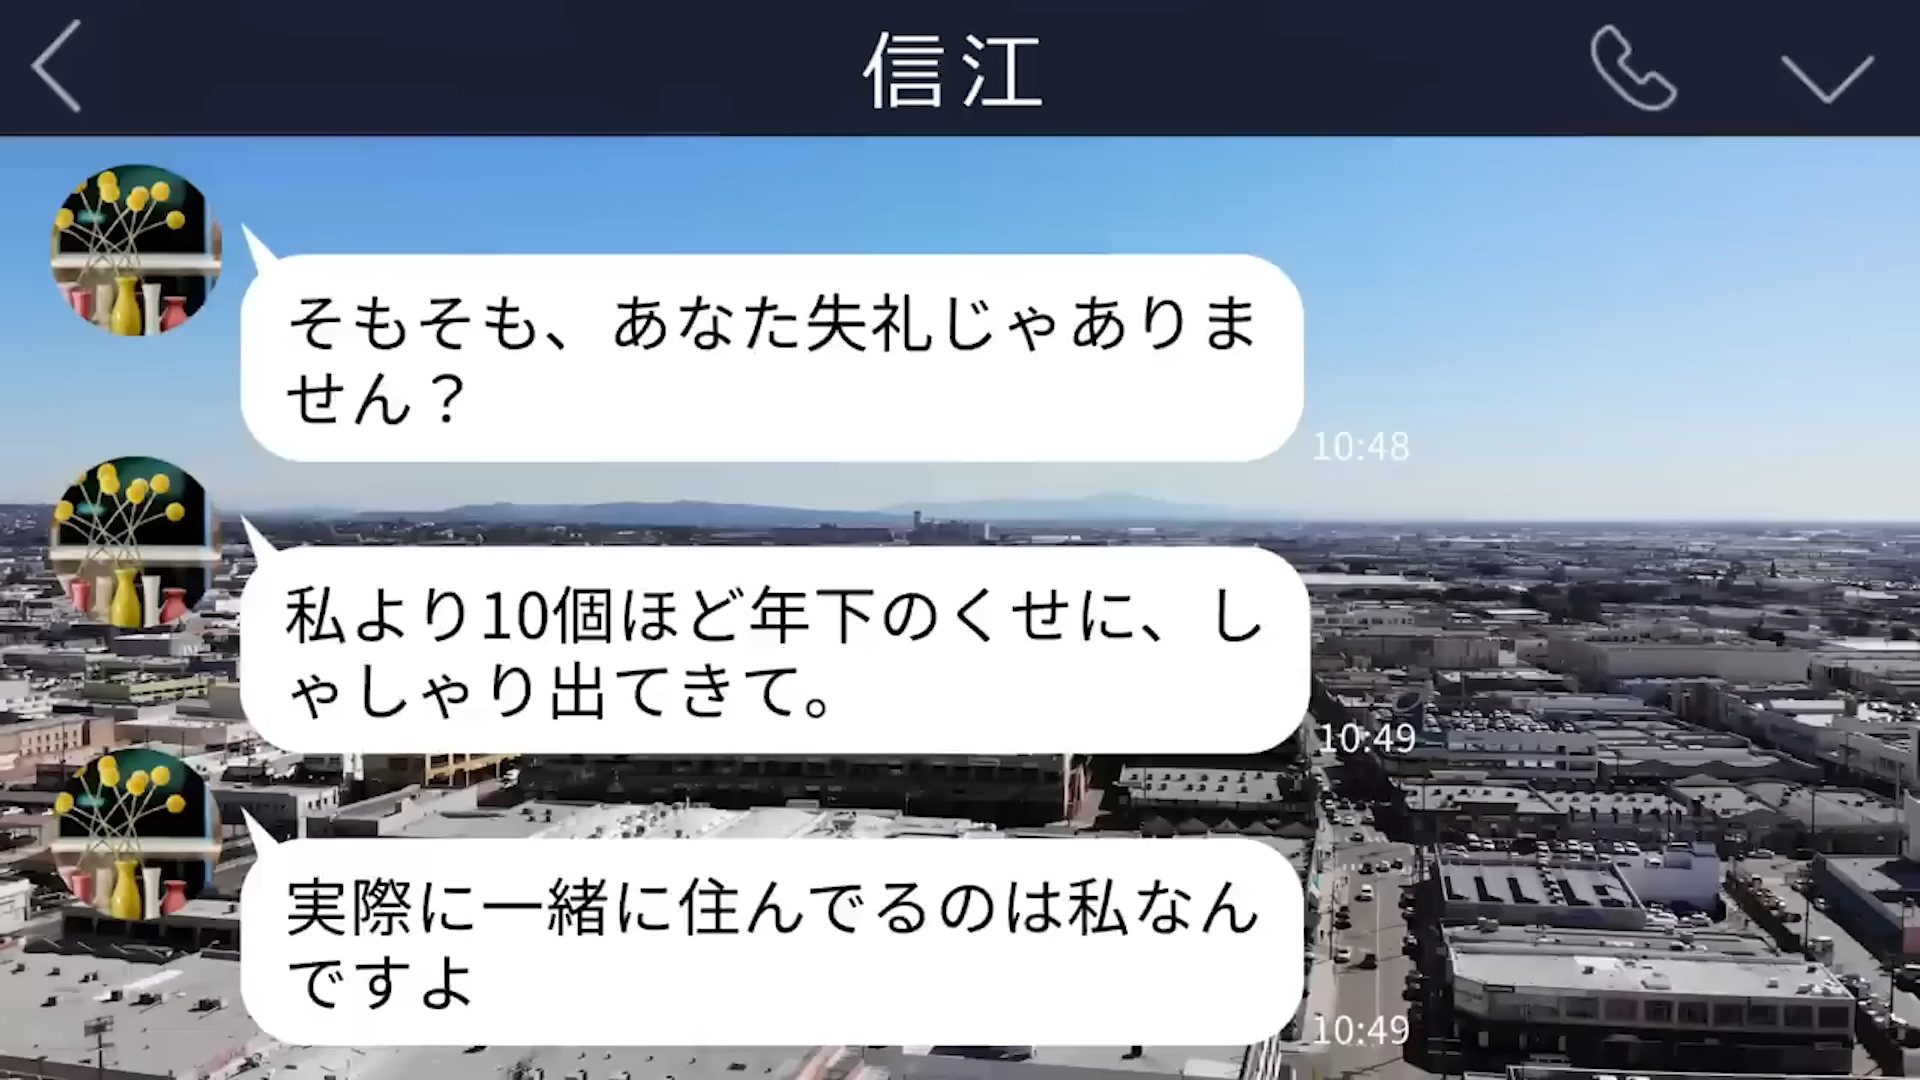 信江
そもそも、あなた失礼じゃありま
せん？
10:48
私より10個ほど年下のくせに、し
ゃしゃり出てきて。
10:49
実際に一緒に住んでるのは私なん
ですよ
10:49